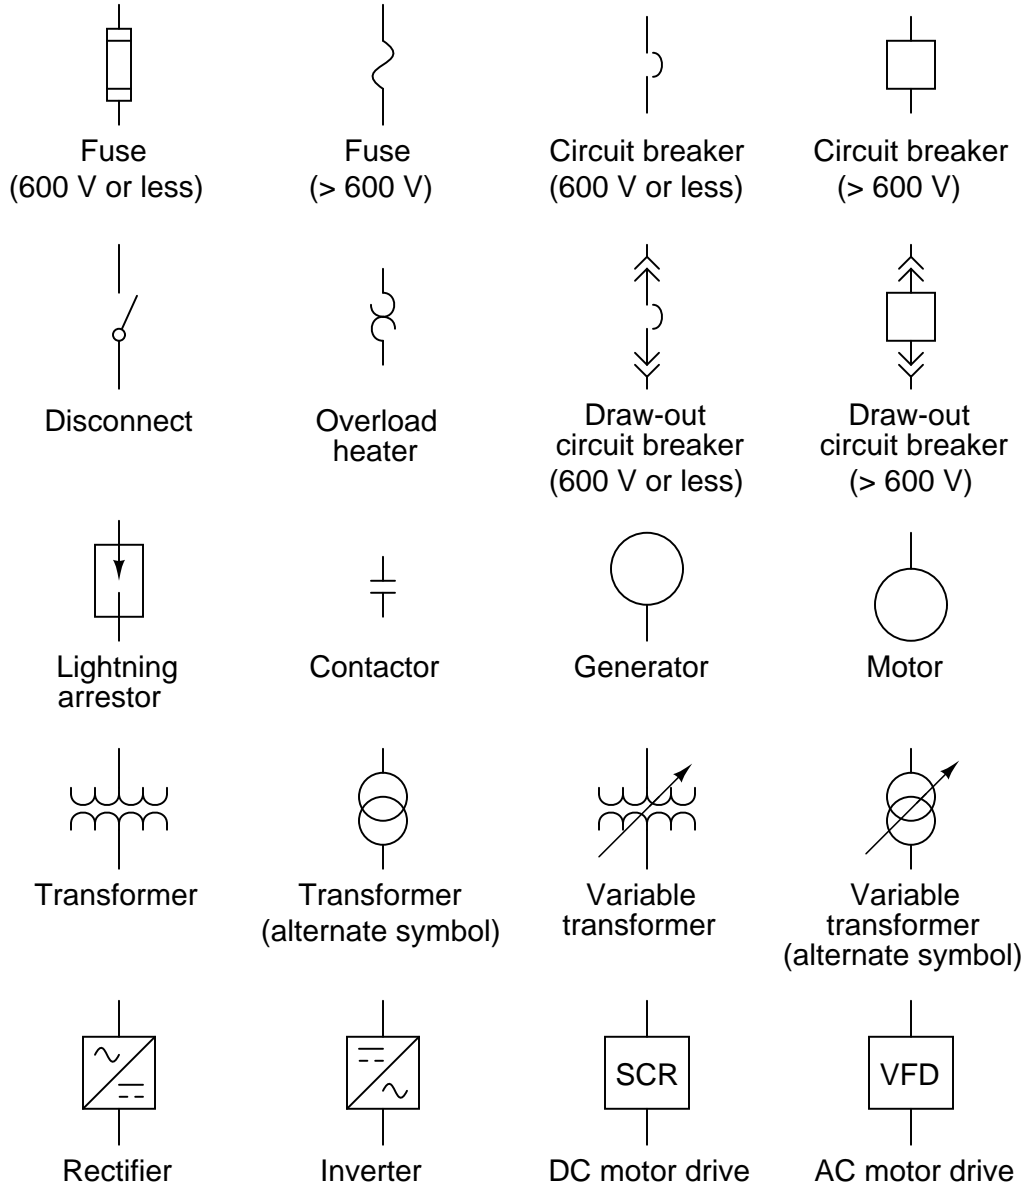 Fuse
(600 V or less)
Fuse
(> 600 V)
Circuit breaker
(600 V or less)
Circuit breaker
(> 600 V)
Disconnect
Overload
heater
Draw-out
circuit breaker
(600 V or less)
Draw-out
circuit breaker
(> 600 V)
Lightning
arrestor
Contactor
Generator
Motor
Transformer
Transformer
(alternate symbol)
Variable
transformer
Variable
transformer
(alternate symbol)
Rectifier
Inverter
SCR
DC motor drive
VFD
AC motor drive